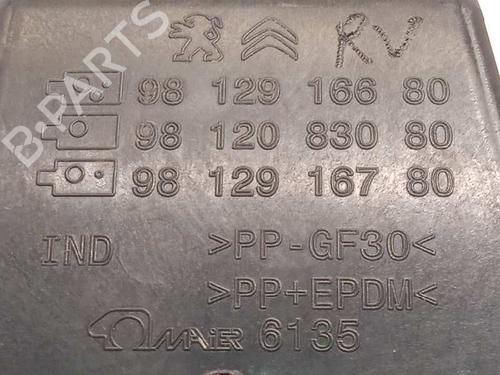 RV
98 129 166 80
98 120 830 80
98 129 167 80
IND >PP-GF30<
>PP+EPDM<
MAIER 6135
B-PARTS